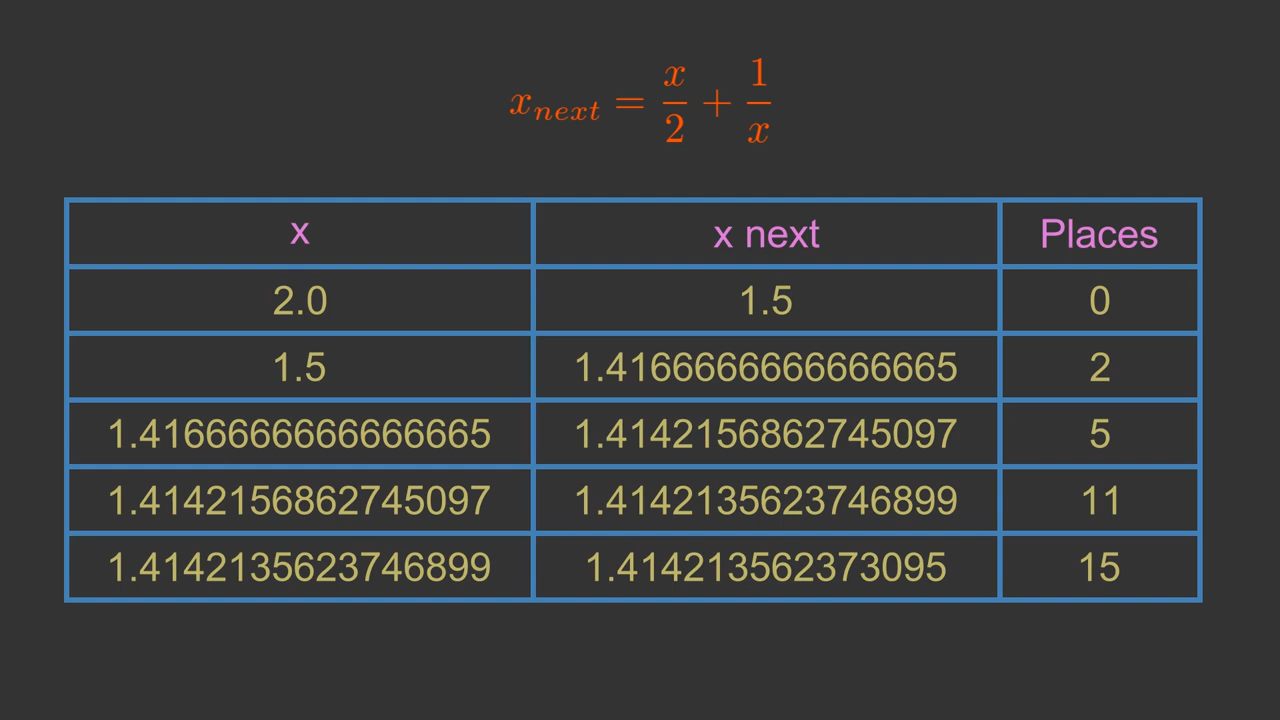 x_next = x/2 + 1/x
x x next Places
2.0 1.5 0
1.5 1.4166666666666665 2
1.4166666666666665 1.4142156862745097 5
1.4142156862745097 1.4142135623746899 11
1.4142135623746899 1.414213562373095 15